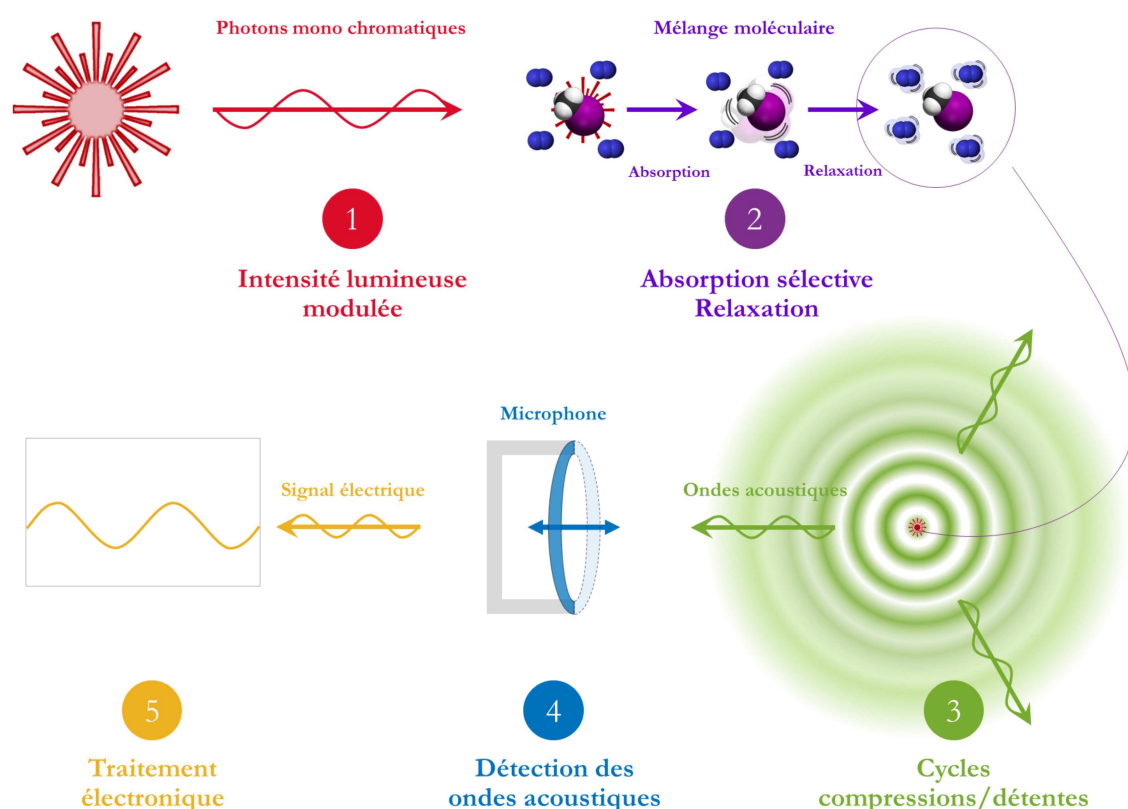 Photons mono chromatiques
Mélange moléculaire
Absorption
Relaxation
1
2
Intensité lumineuse
modulée
Absorption sélective
Relaxation
Microphone
Signal électrique
Ondes acoustiques
5
4
3
Traitement
électronique
Détection des
ondes acoustiques
Cycles
compressions/détentes